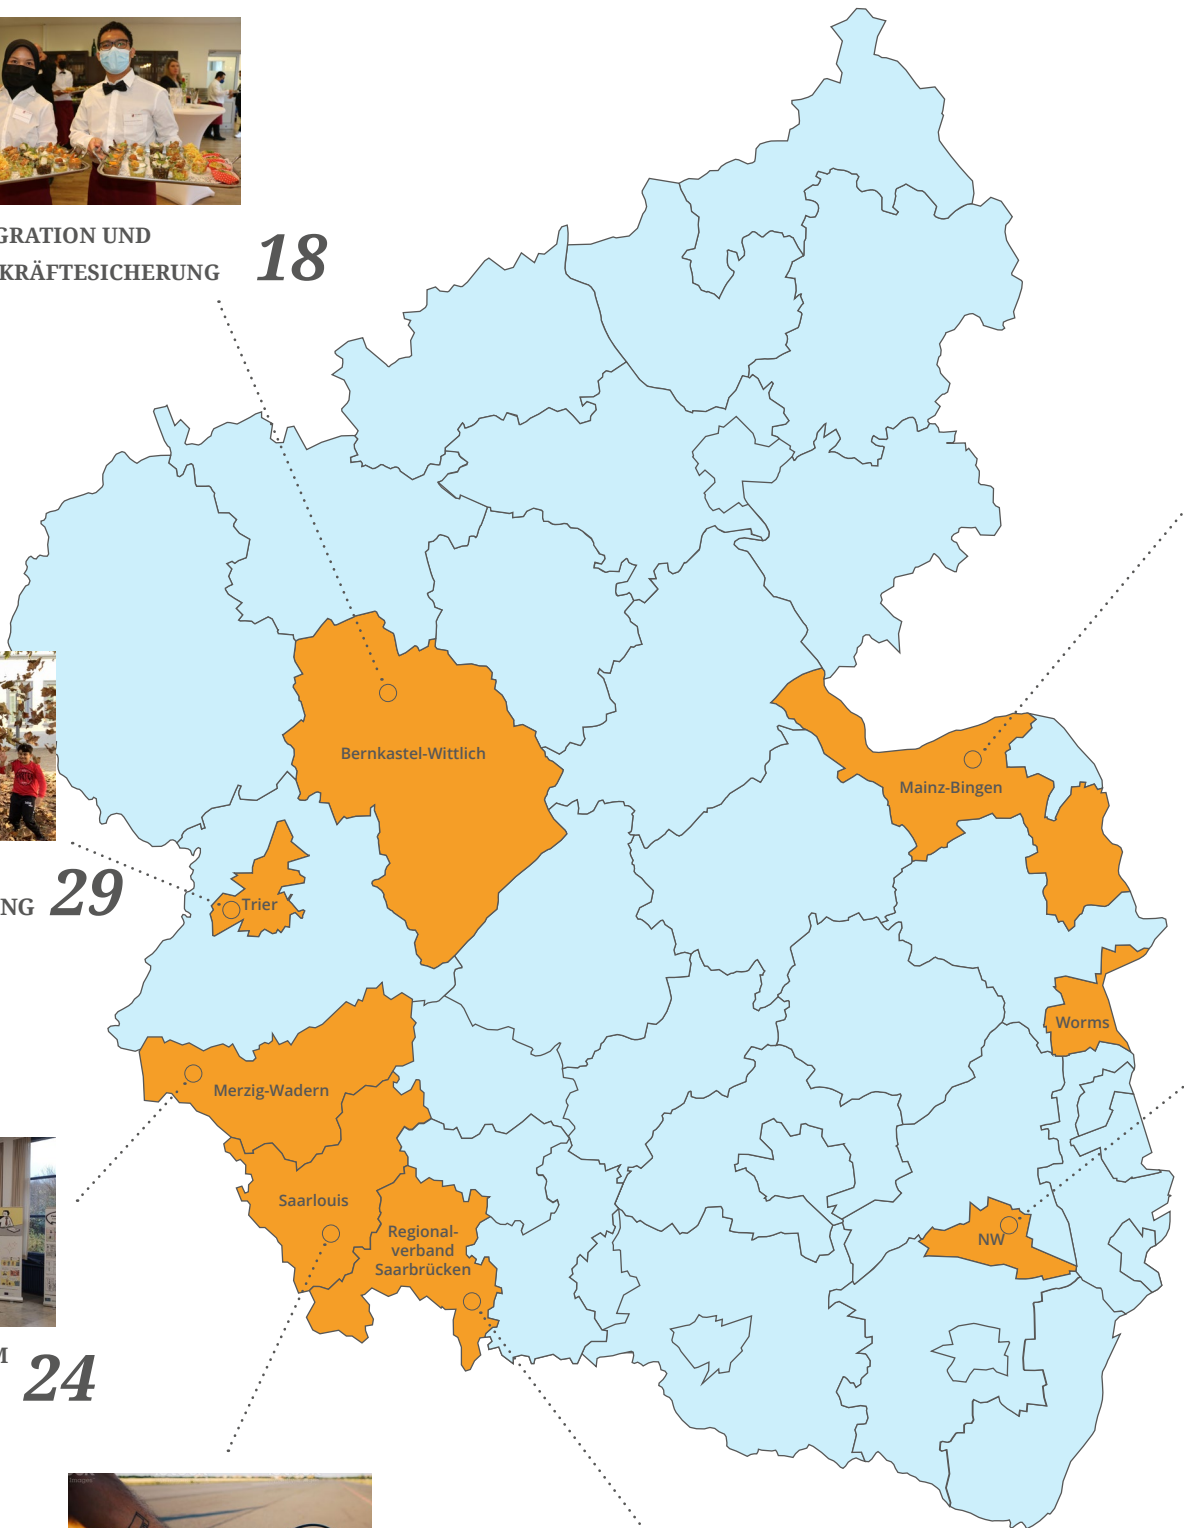 GRATION UND
KRÄFTESICHERUNG
18
Bernkastel-Wittlich
Mainz-Bingen
NG
29
Trier
Worms
Merzig-Wadern
Saarlouis
Regional-
verband
Saarbrücken
NW
M
24